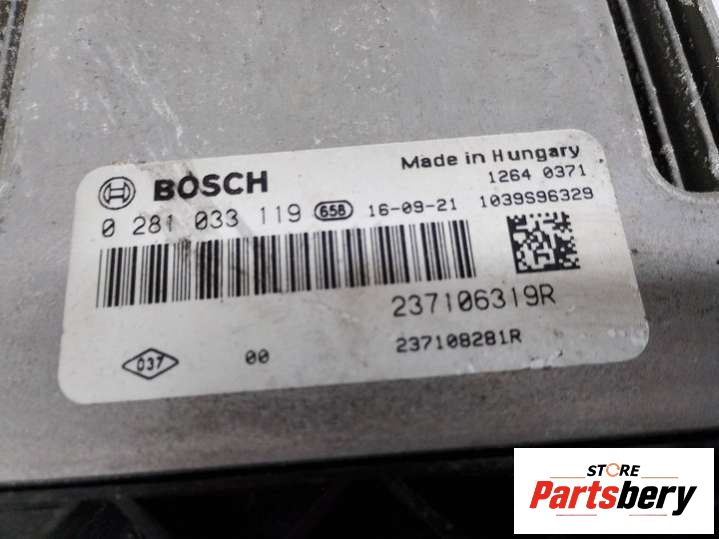 BOSCH
Made in Hungary
1264 0371
0 281 033 119 658 16-09-21 1039S96329
237106319R
037 00 237108281R
STORE
Partsbery